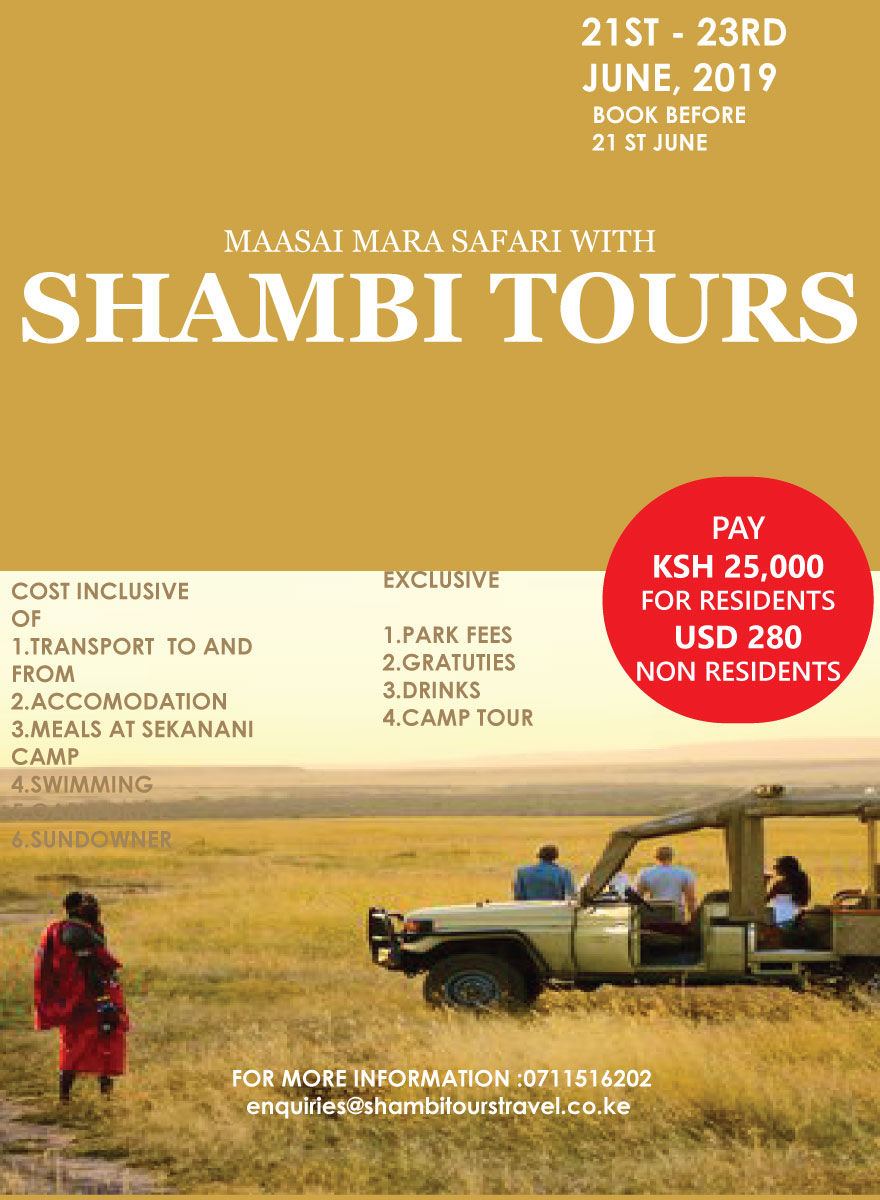 21ST - 23RD
JUNE, 2019
BOOK BEFORE
21 ST JUNE
MAASAI MARA SAFARI WITH
SHAMBI TOURS
PAY
KSH 25,000
FOR RESIDENTS
USD 280
NON RESIDENTS
COST INCLUSIVE
OF
1.TRANSPORT TO AND
FROM
2.ACCOMODATION
3.MEALS AT SEKANANI
CAMP
4.SWIMMING
6.SUNDOWNER
EXCLUSIVE
1.PARK FEES
2.GRATUTIES
3.DRINKS
4.CAMP TOUR
FOR MORE INFORMATION :0711516202
enquiries@shambitourstravel.co.ke